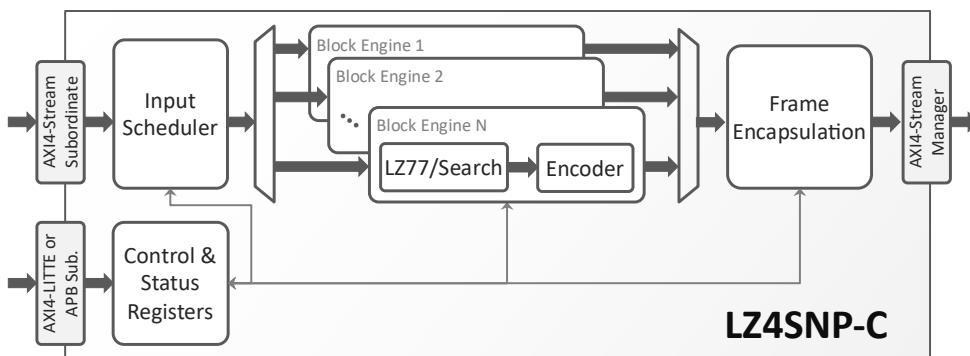 AXI4-Stream
Subordinate
Input
Scheduler
Block Engine 1
Block Engine 2
Block Engine N
LZ77/Search
Encoder
Frame
Encapsulation
AXI4-Stream
Manager
AXI4-LITTE or
APB Sub.
Control &
Status
Registers
LZ4SNP-C